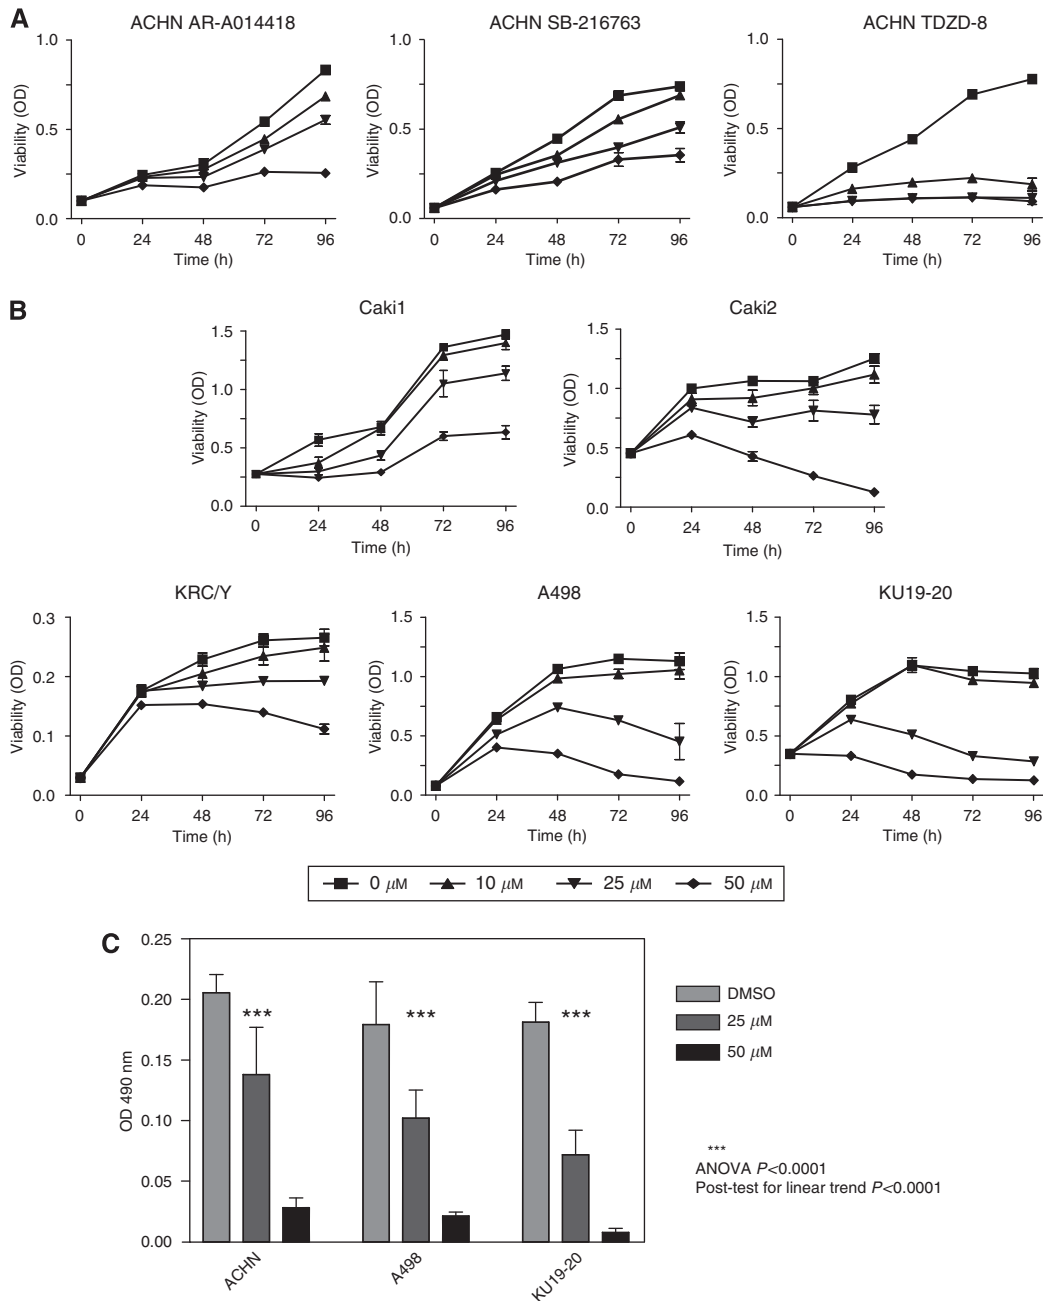 A
ACHN AR-A014418
ACHN SB-216763
ACHN TDZD-8
Viability (OD)
1.0
0.5
0.0
0 24 48 72 96
Time (h)
Viability (OD)
1.0
0.5
0.0
0 24 48 72 96
Time (h)
Viability (OD)
1.0
0.5
0.0
0 24 48 72 96
Time (h)
B
Caki1
Caki2
Viability (OD)
1.5
1.0
0.5
0.0
0 24 48 72 96
Time (h)
Viability (OD)
1.5
1.0
0.5
0.0
0 24 48 72 96
Time (h)
KRC/Y
A498
KU19-20
Viability (OD)
0.3
0.2
0.1
0.0
0 24 48 72 96
Time (h)
Viability (OD)
1.5
1.0
0.5
0.0
0 24 48 72 96
Time (h)
Viability (OD)
1.5
1.0
0.5
0.0
0 24 48 72 96
Time (h)
0 μM 10 μM 25 μM 50 μM
C
OD 490 nm
0.25
0.20
0.15
0.10
0.05
0.00
*** *** ***
ACHN
A498
KU19-20
DMSO
25 μM
50 μM
***
ANOVA P<0.0001
Post-test for linear trend P<0.0001